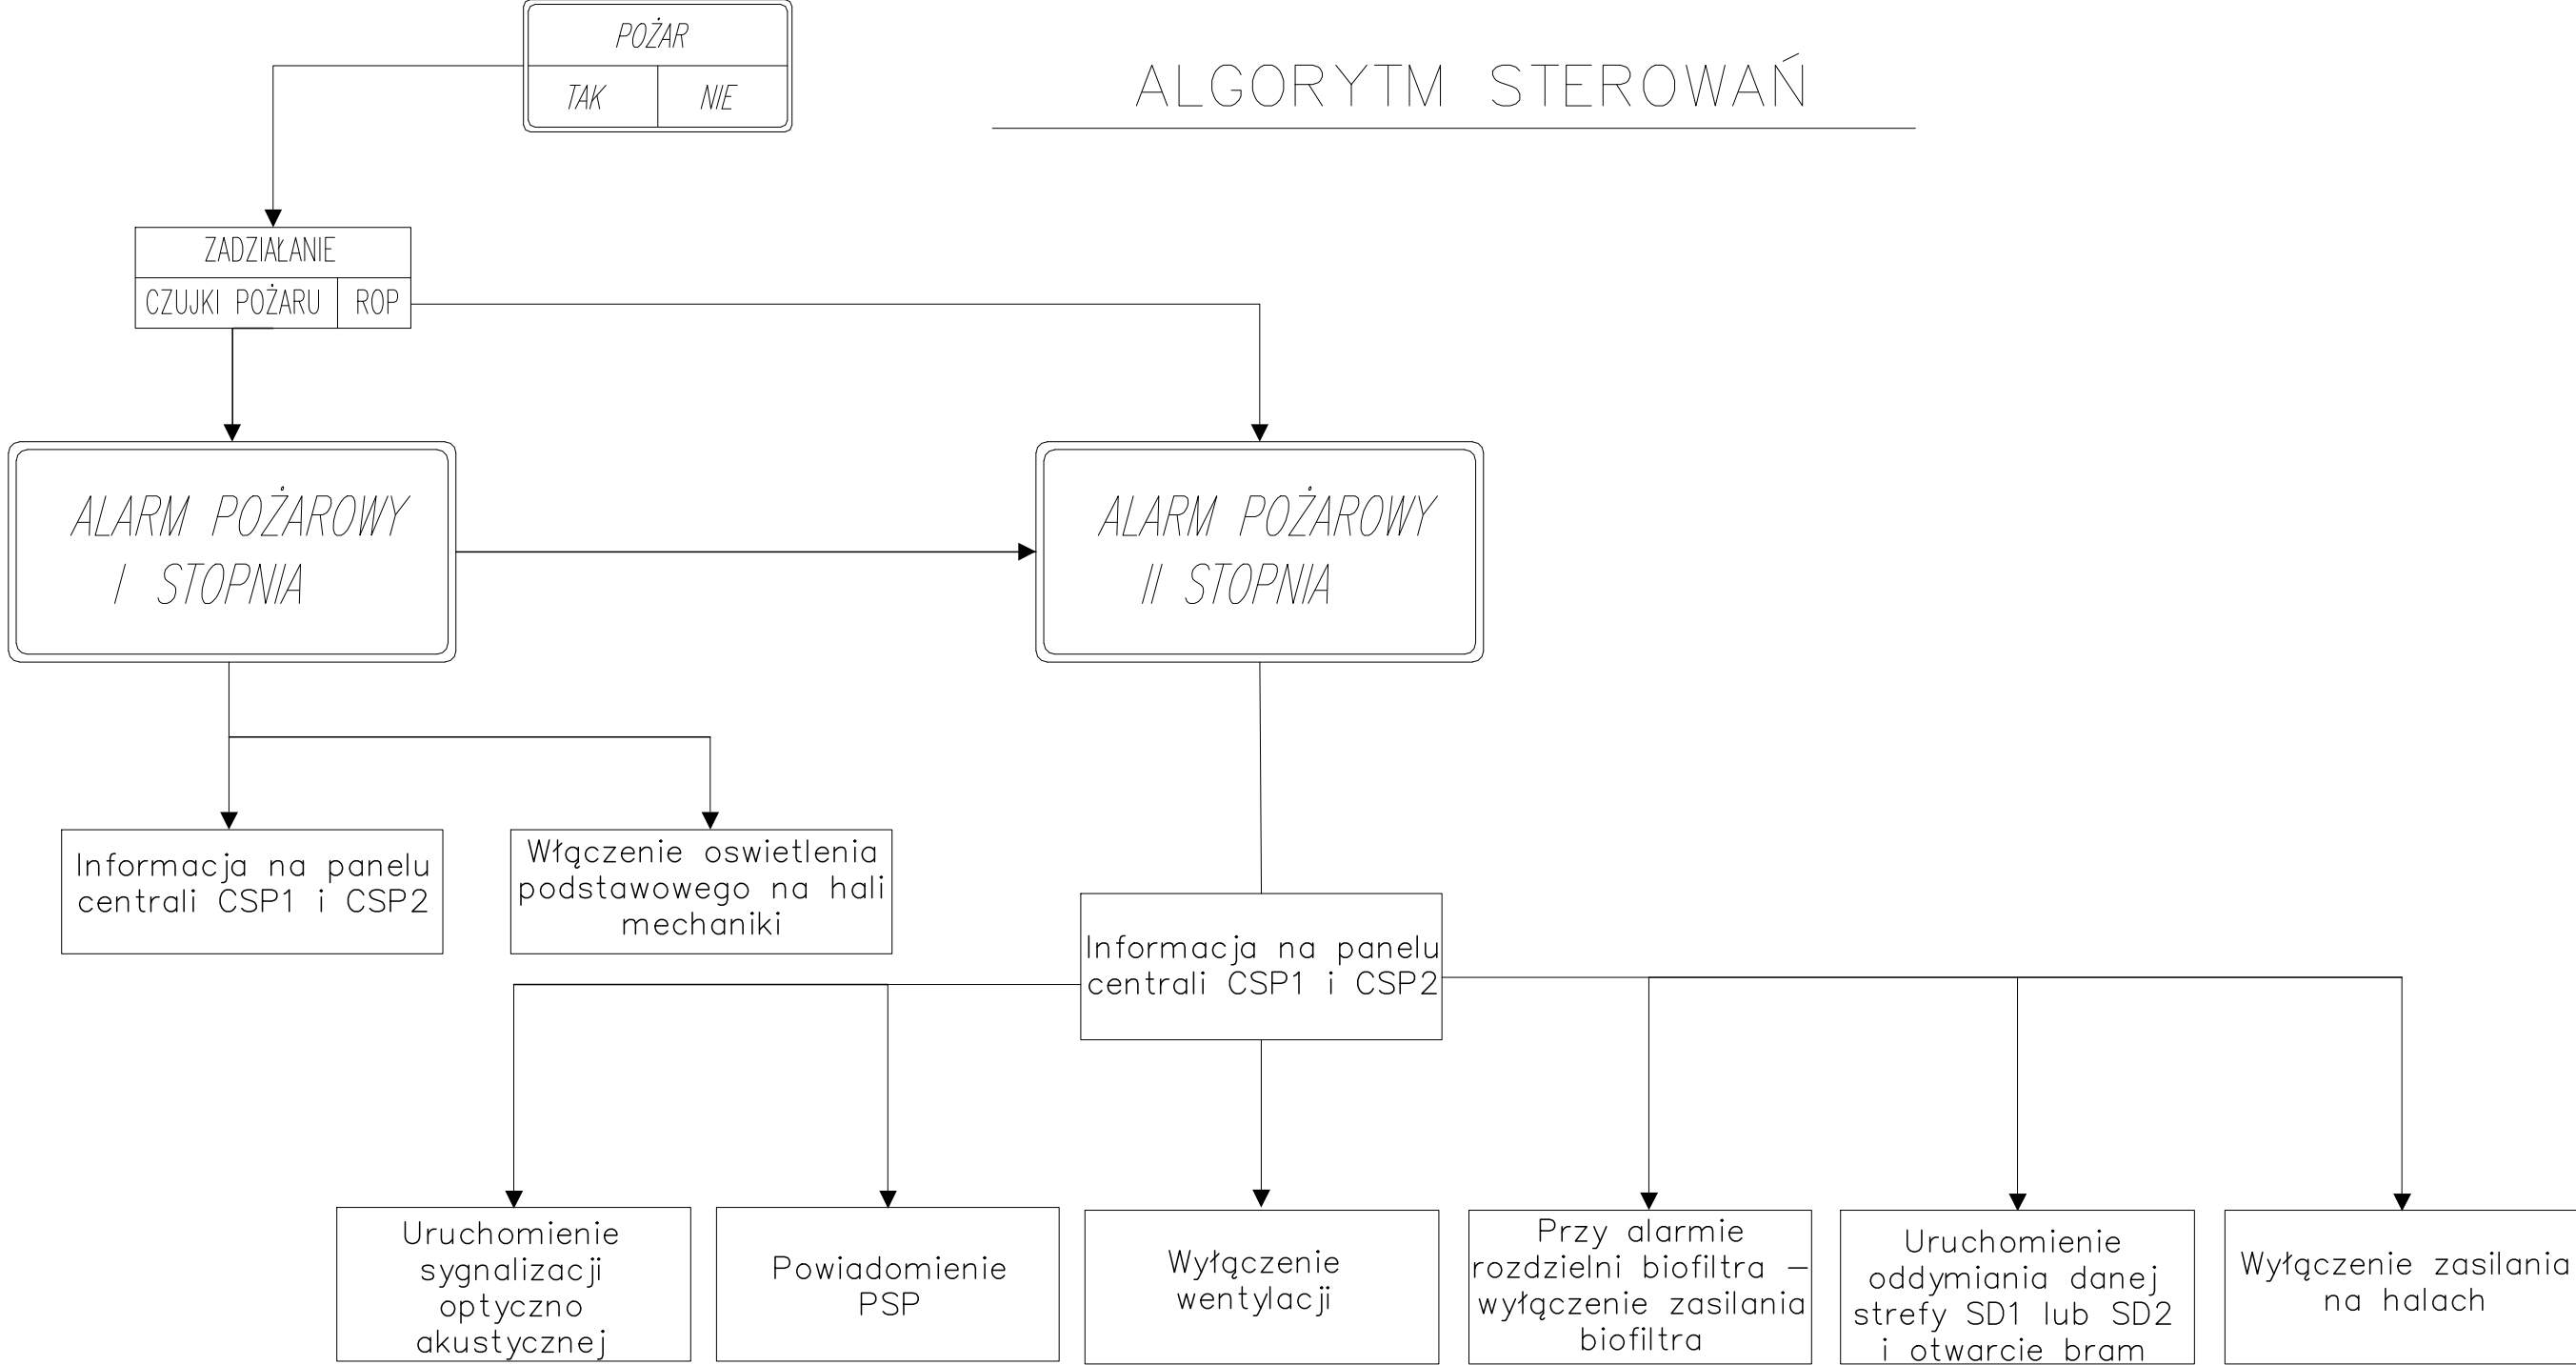 POŻAR
TAK NIE
ALGORYTM STEROWAŃ
ZADZIAŁANIE
CZUJKI POŻARU ROP
ALARM POŻAROWY
I STOPNIA
ALARM POŻAROWY
II STOPNIA
Informacja na panelu
centrali CSP1 i CSP2
Włączenie oswietlenia
podstawowego na hali
mechaniki
Informacja na panelu
centrali CSP1 i CSP2
Uruchomienie
sygnalizacji
optyczno
akustycznej
Powiadomienie
PSP
Wyłączenie
wentylacji
Przy alarmie
rozdzielni biofiltra –
wyłączenie zasilania
biofiltra
Uruchomienie
oddymiania danej
strefy SD1 lub SD2
i otwarcie bram
Wyłączenie zasilania
na halach